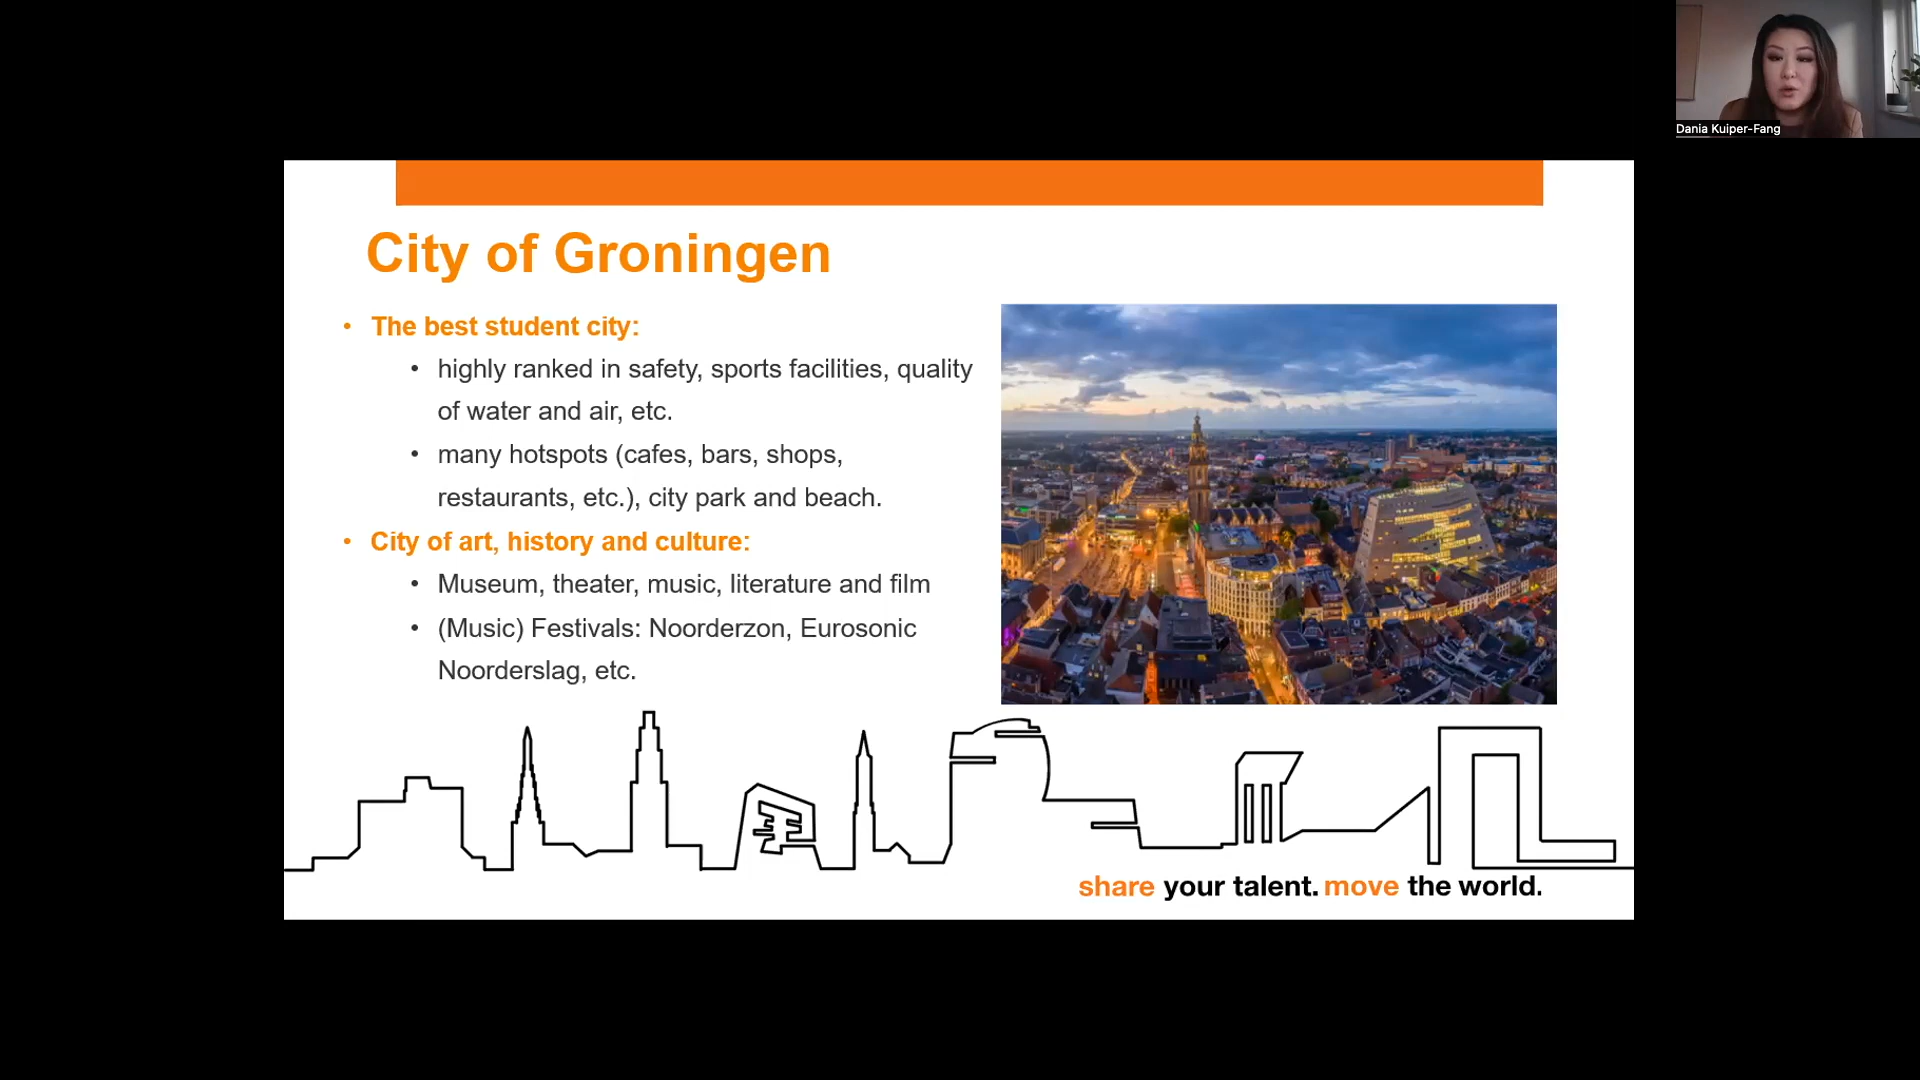 Dania Kuiper-Fang
City of Groningen
• The best student city:
• highly ranked in safety, sports facilities, quality
of water and air, etc.
• many hotspots (cafes, bars, shops,
restaurants, etc.), city park and beach.
• City of art, history and culture:
• Museum, theater, music, literature and film
• (Music) Festivals: Noorderzon, Eurosonic
Noorderslag, etc.
share your talent. move the world.